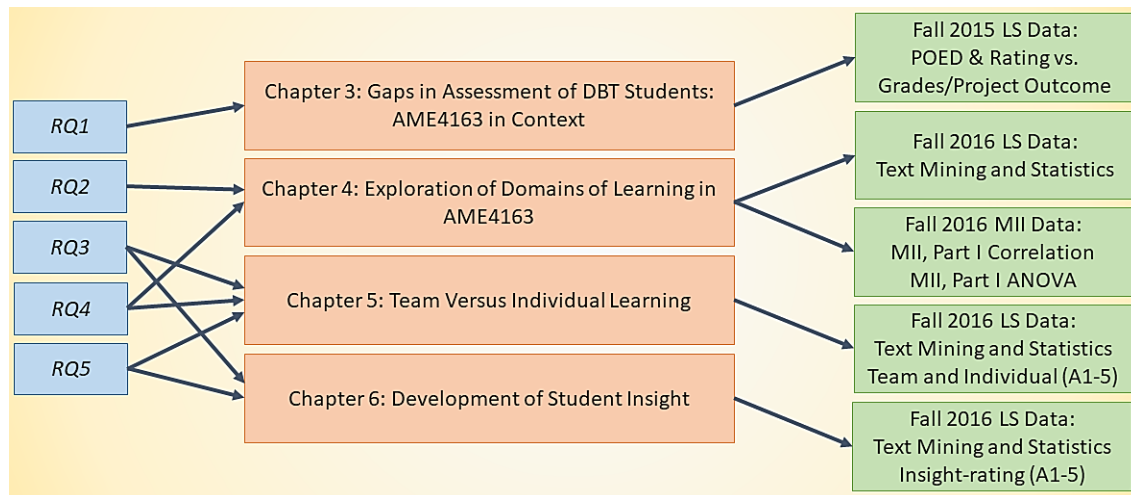 RQ1
RQ2
RQ3
RQ4
RQ5
Chapter 3: Gaps in Assessment of DBT Students:
AME4163 in Context
Chapter 4: Exploration of Domains of Learning in
AME4163
Chapter 5: Team Versus Individual Learning
Chapter 6: Development of Student Insight
Fall 2015 LS Data:
POED & Rating vs.
Grades/Project Outcome
Fall 2016 LS Data:
Text Mining and Statistics
Fall 2016 MII Data:
MII, Part I Correlation
MII, Part I ANOVA
Fall 2016 LS Data:
Text Mining and Statistics
Team and Individual (A1-5)
Fall 2016 LS Data:
Text Mining and Statistics
Insight-rating (A1-5)